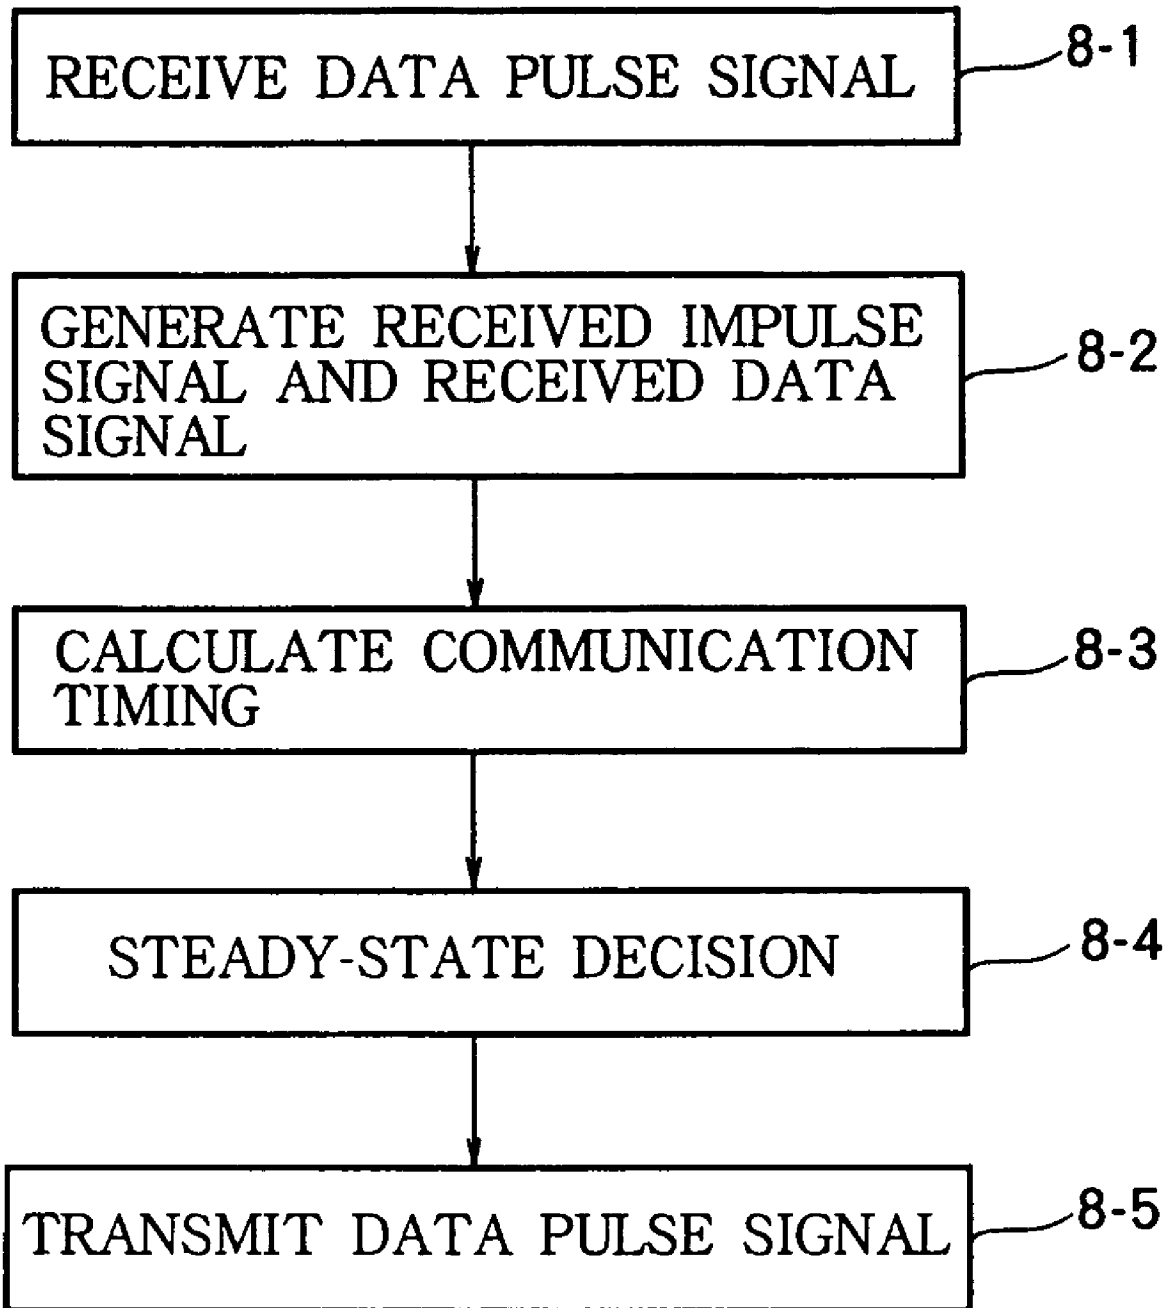 RECEIVE DATA PULSE SIGNAL
8-1
GENERATE RECEIVED IMPULSE
SIGNAL AND RECEIVED DATA
SIGNAL
8-2
CALCULATE COMMUNICATION
TIMING
8-3
STEADY-STATE DECISION
8-4
TRANSMIT DATA PULSE SIGNAL
8-5